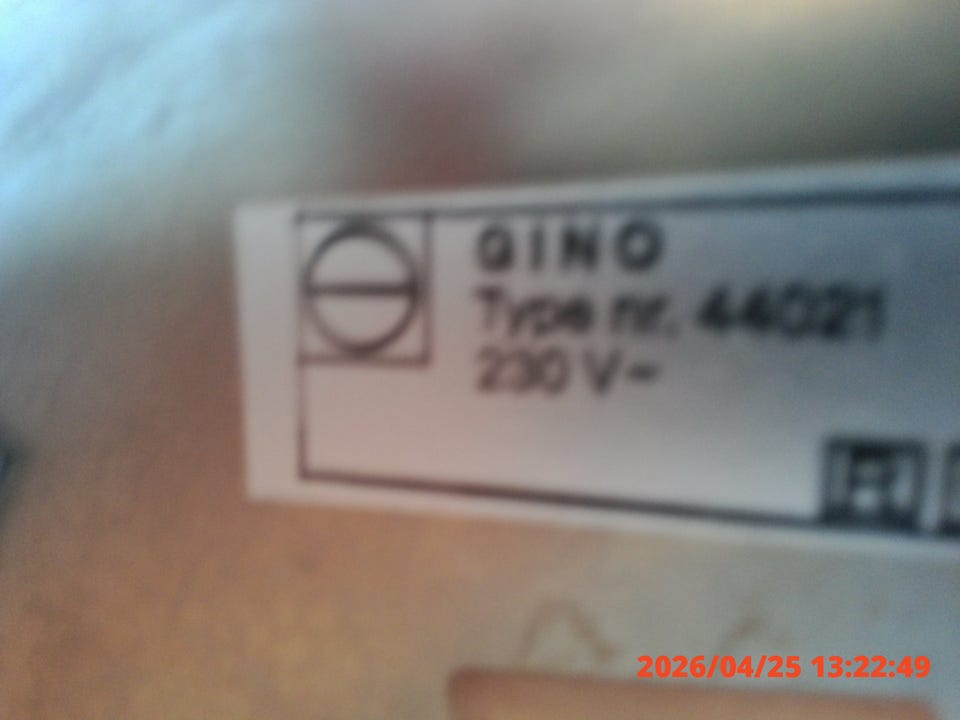 GINO
Type nr. 44021
230 V~
2026/04/25 13:22:49